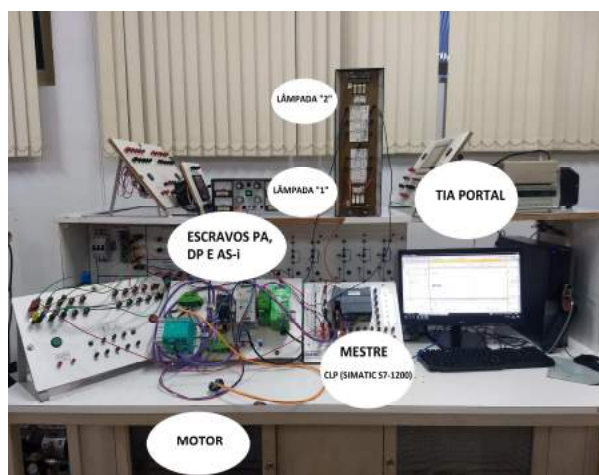 LÂMPADA "2"
LÂMPADA "1"
TIA PORTAL
ESCRAVOS PA,
DP E AS-i
MESTRE
CLP (SIMATIC S7-1200)
MOTOR